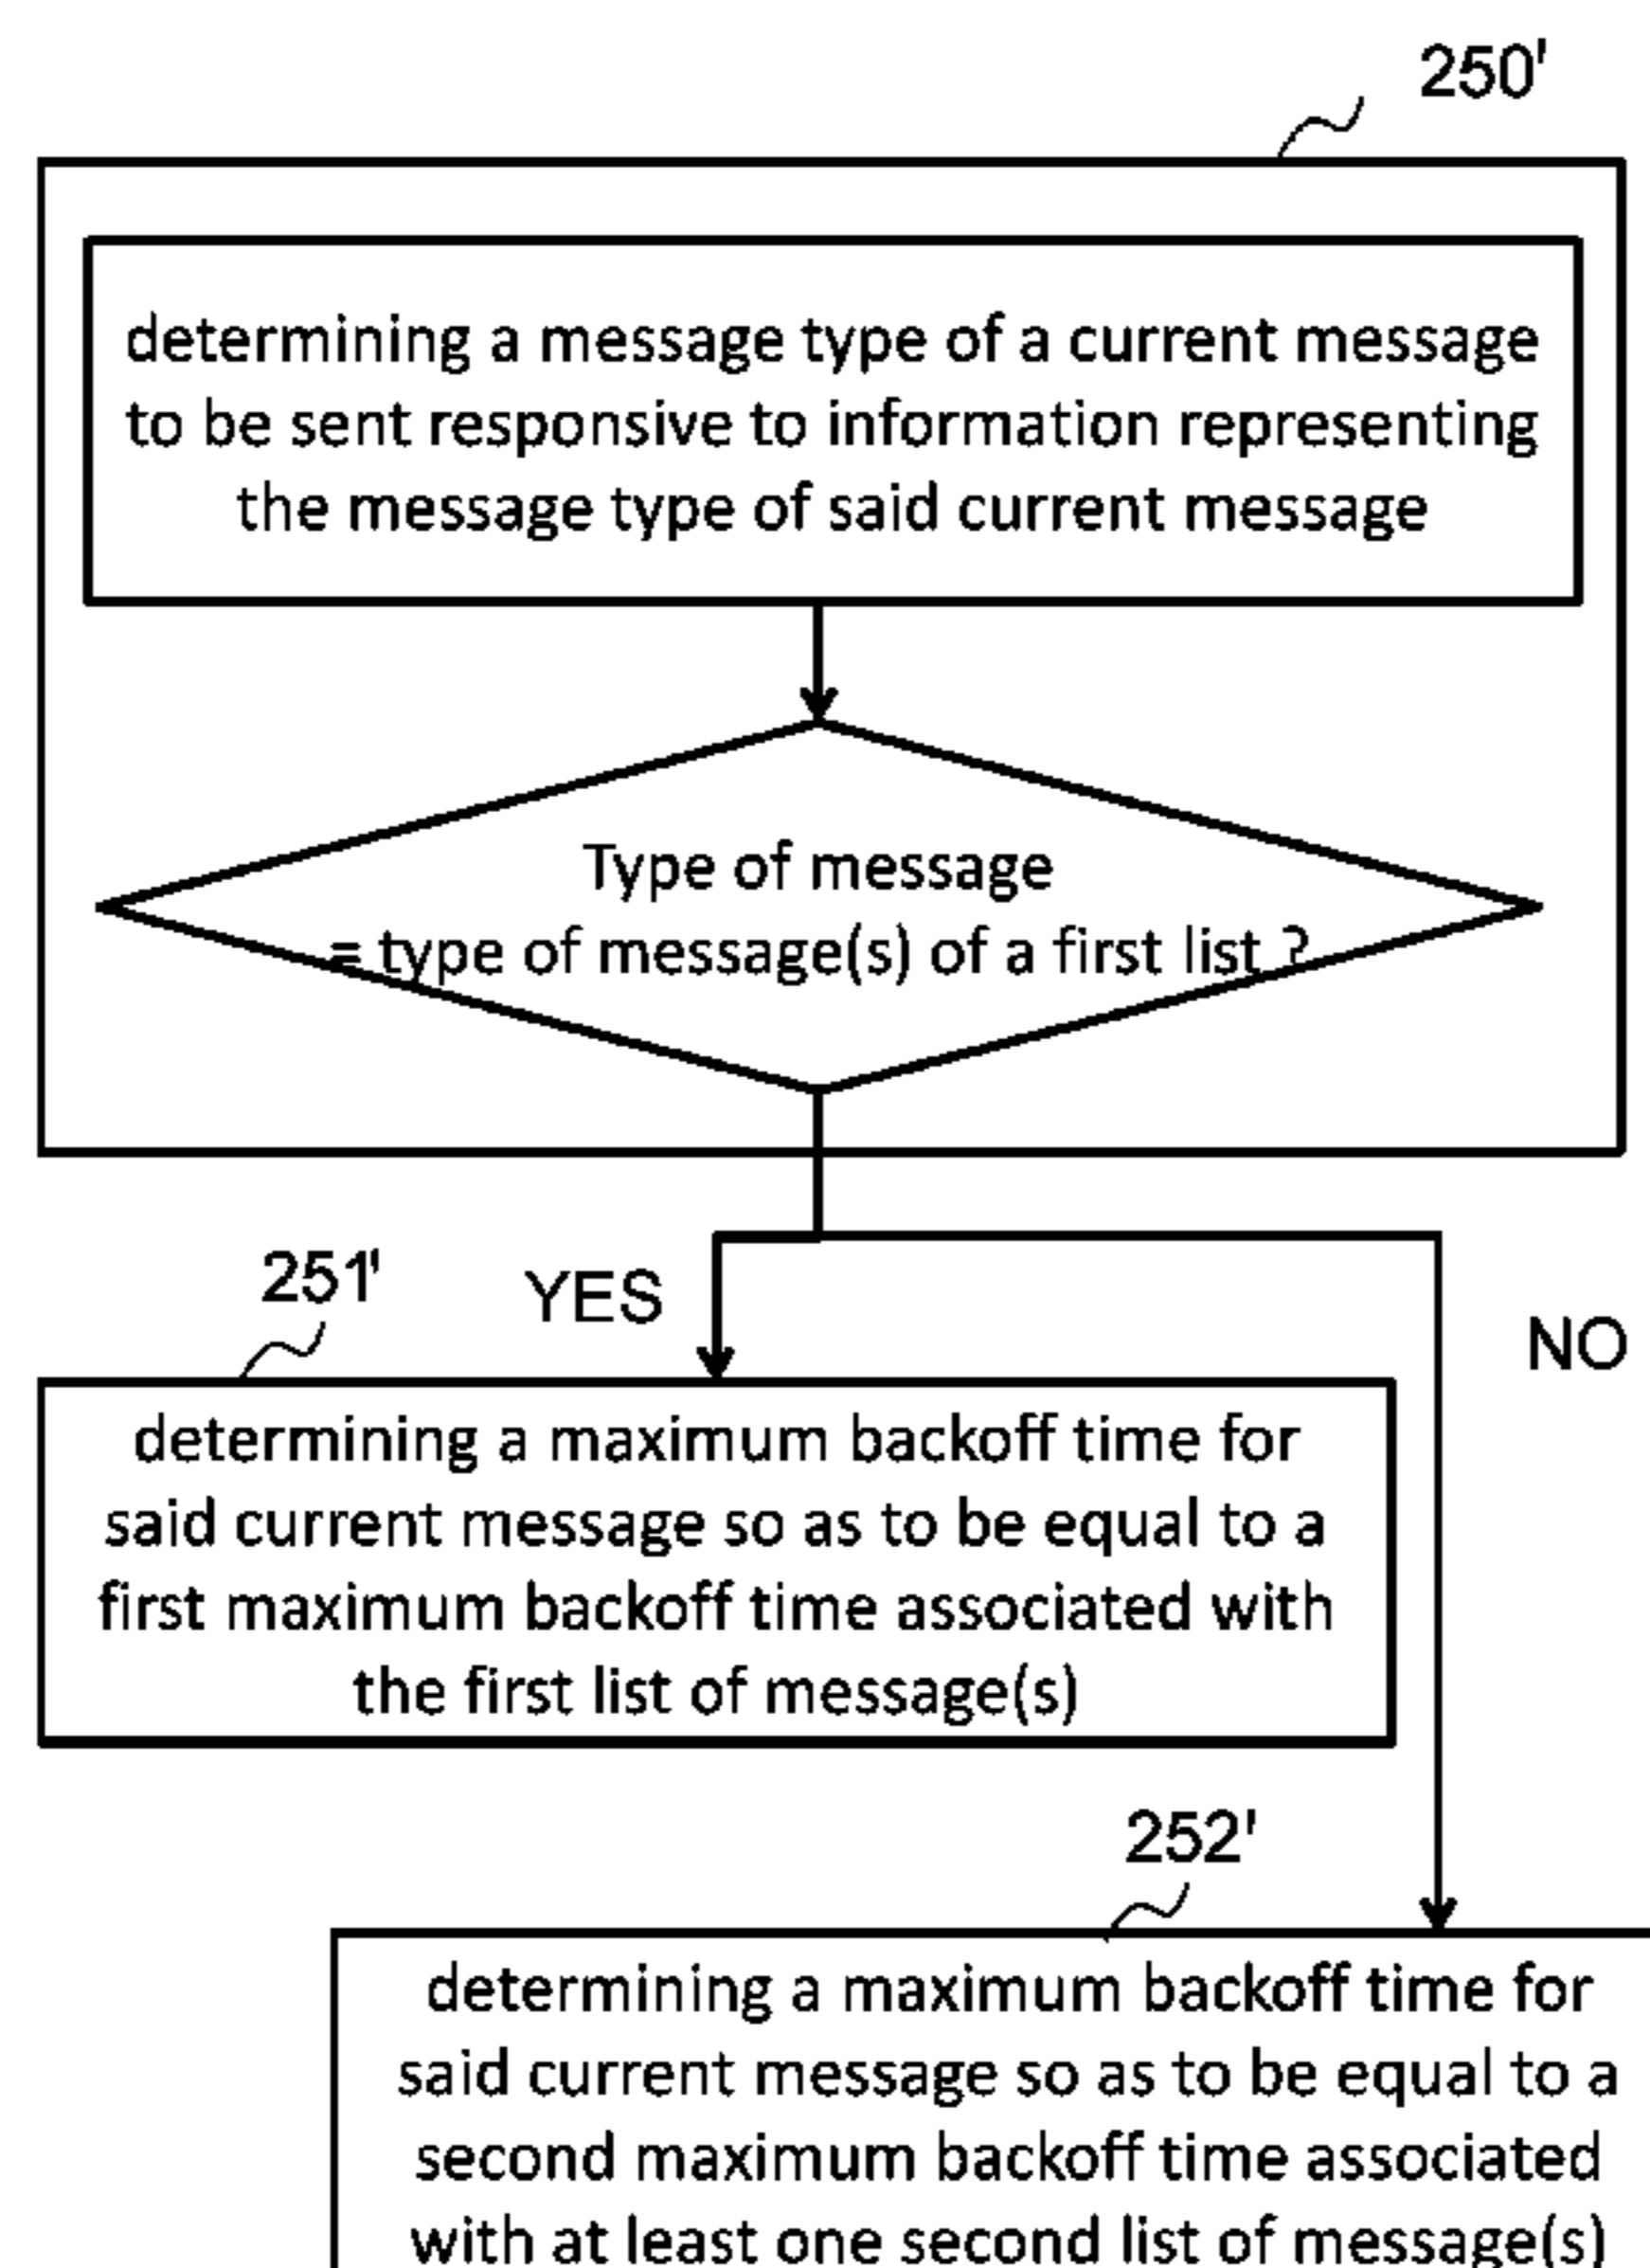 250'
determining a message type of a current message
to be sent responsive to information representing
the message type of said current message
Type of message
= type of message(s) of a first list ?
251'
YES
NO
determining a maximum backoff time for
said current message so as to be equal to a
first maximum backoff time associated with
the first list of message(s)
252'
determining a maximum backoff time for
said current message so as to be equal to a
second maximum backoff time associated
with at least one second list of message(s)